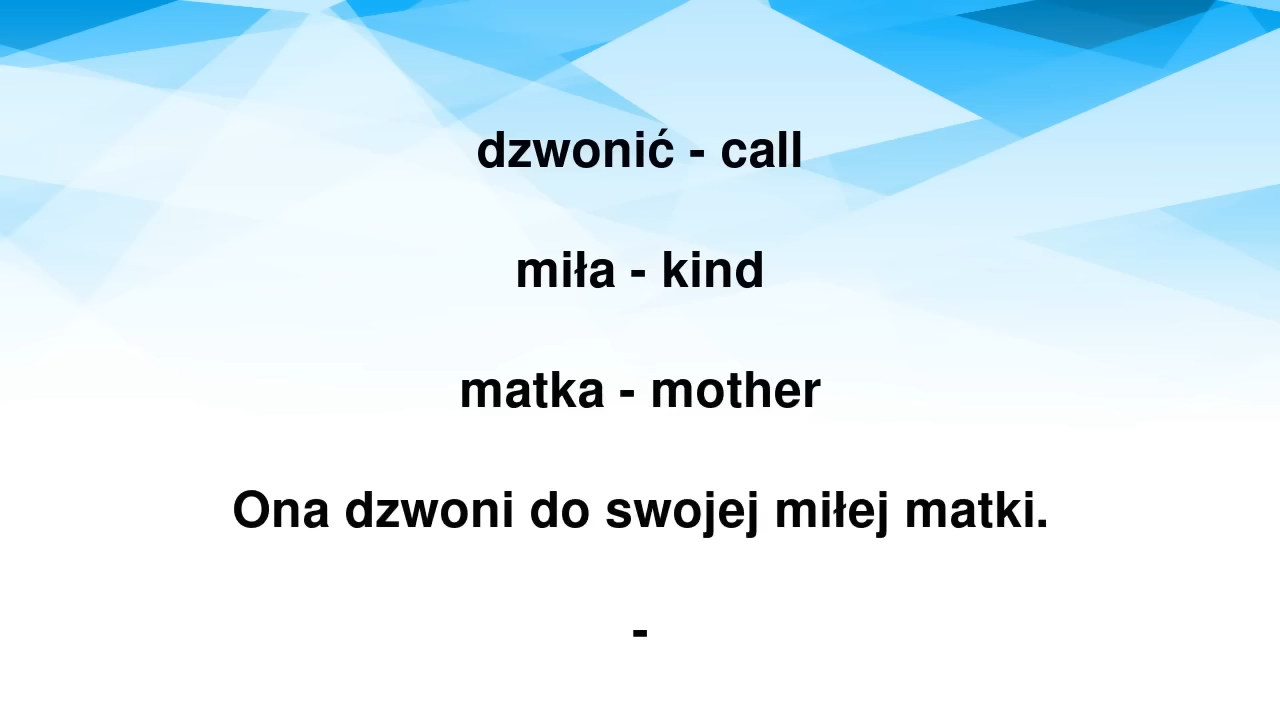 dzwonić - call
miła - kind
matka - mother
Ona dzwoni do swojej miłej matki.
-